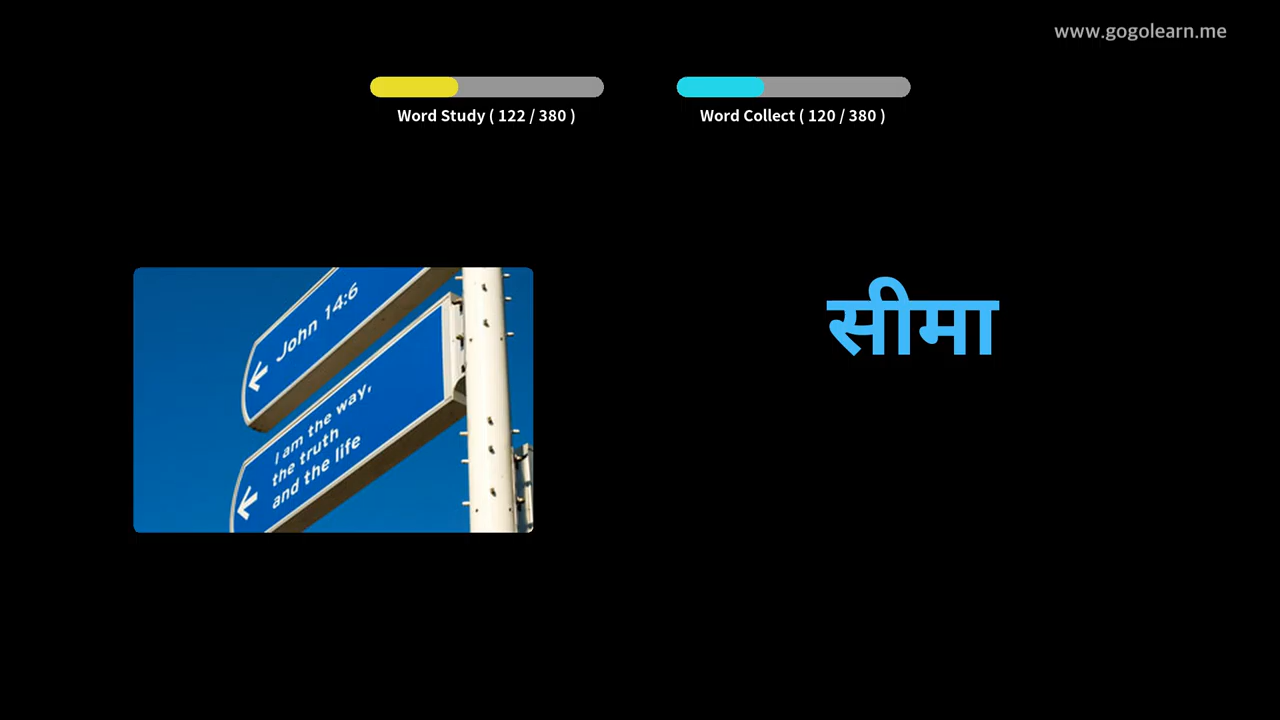 www.gogolearn.me
Word Study ( 122 / 380 )
Word Collect ( 120 / 380 )
John 14:6
I am the way,
the truth
and the life
सीमा